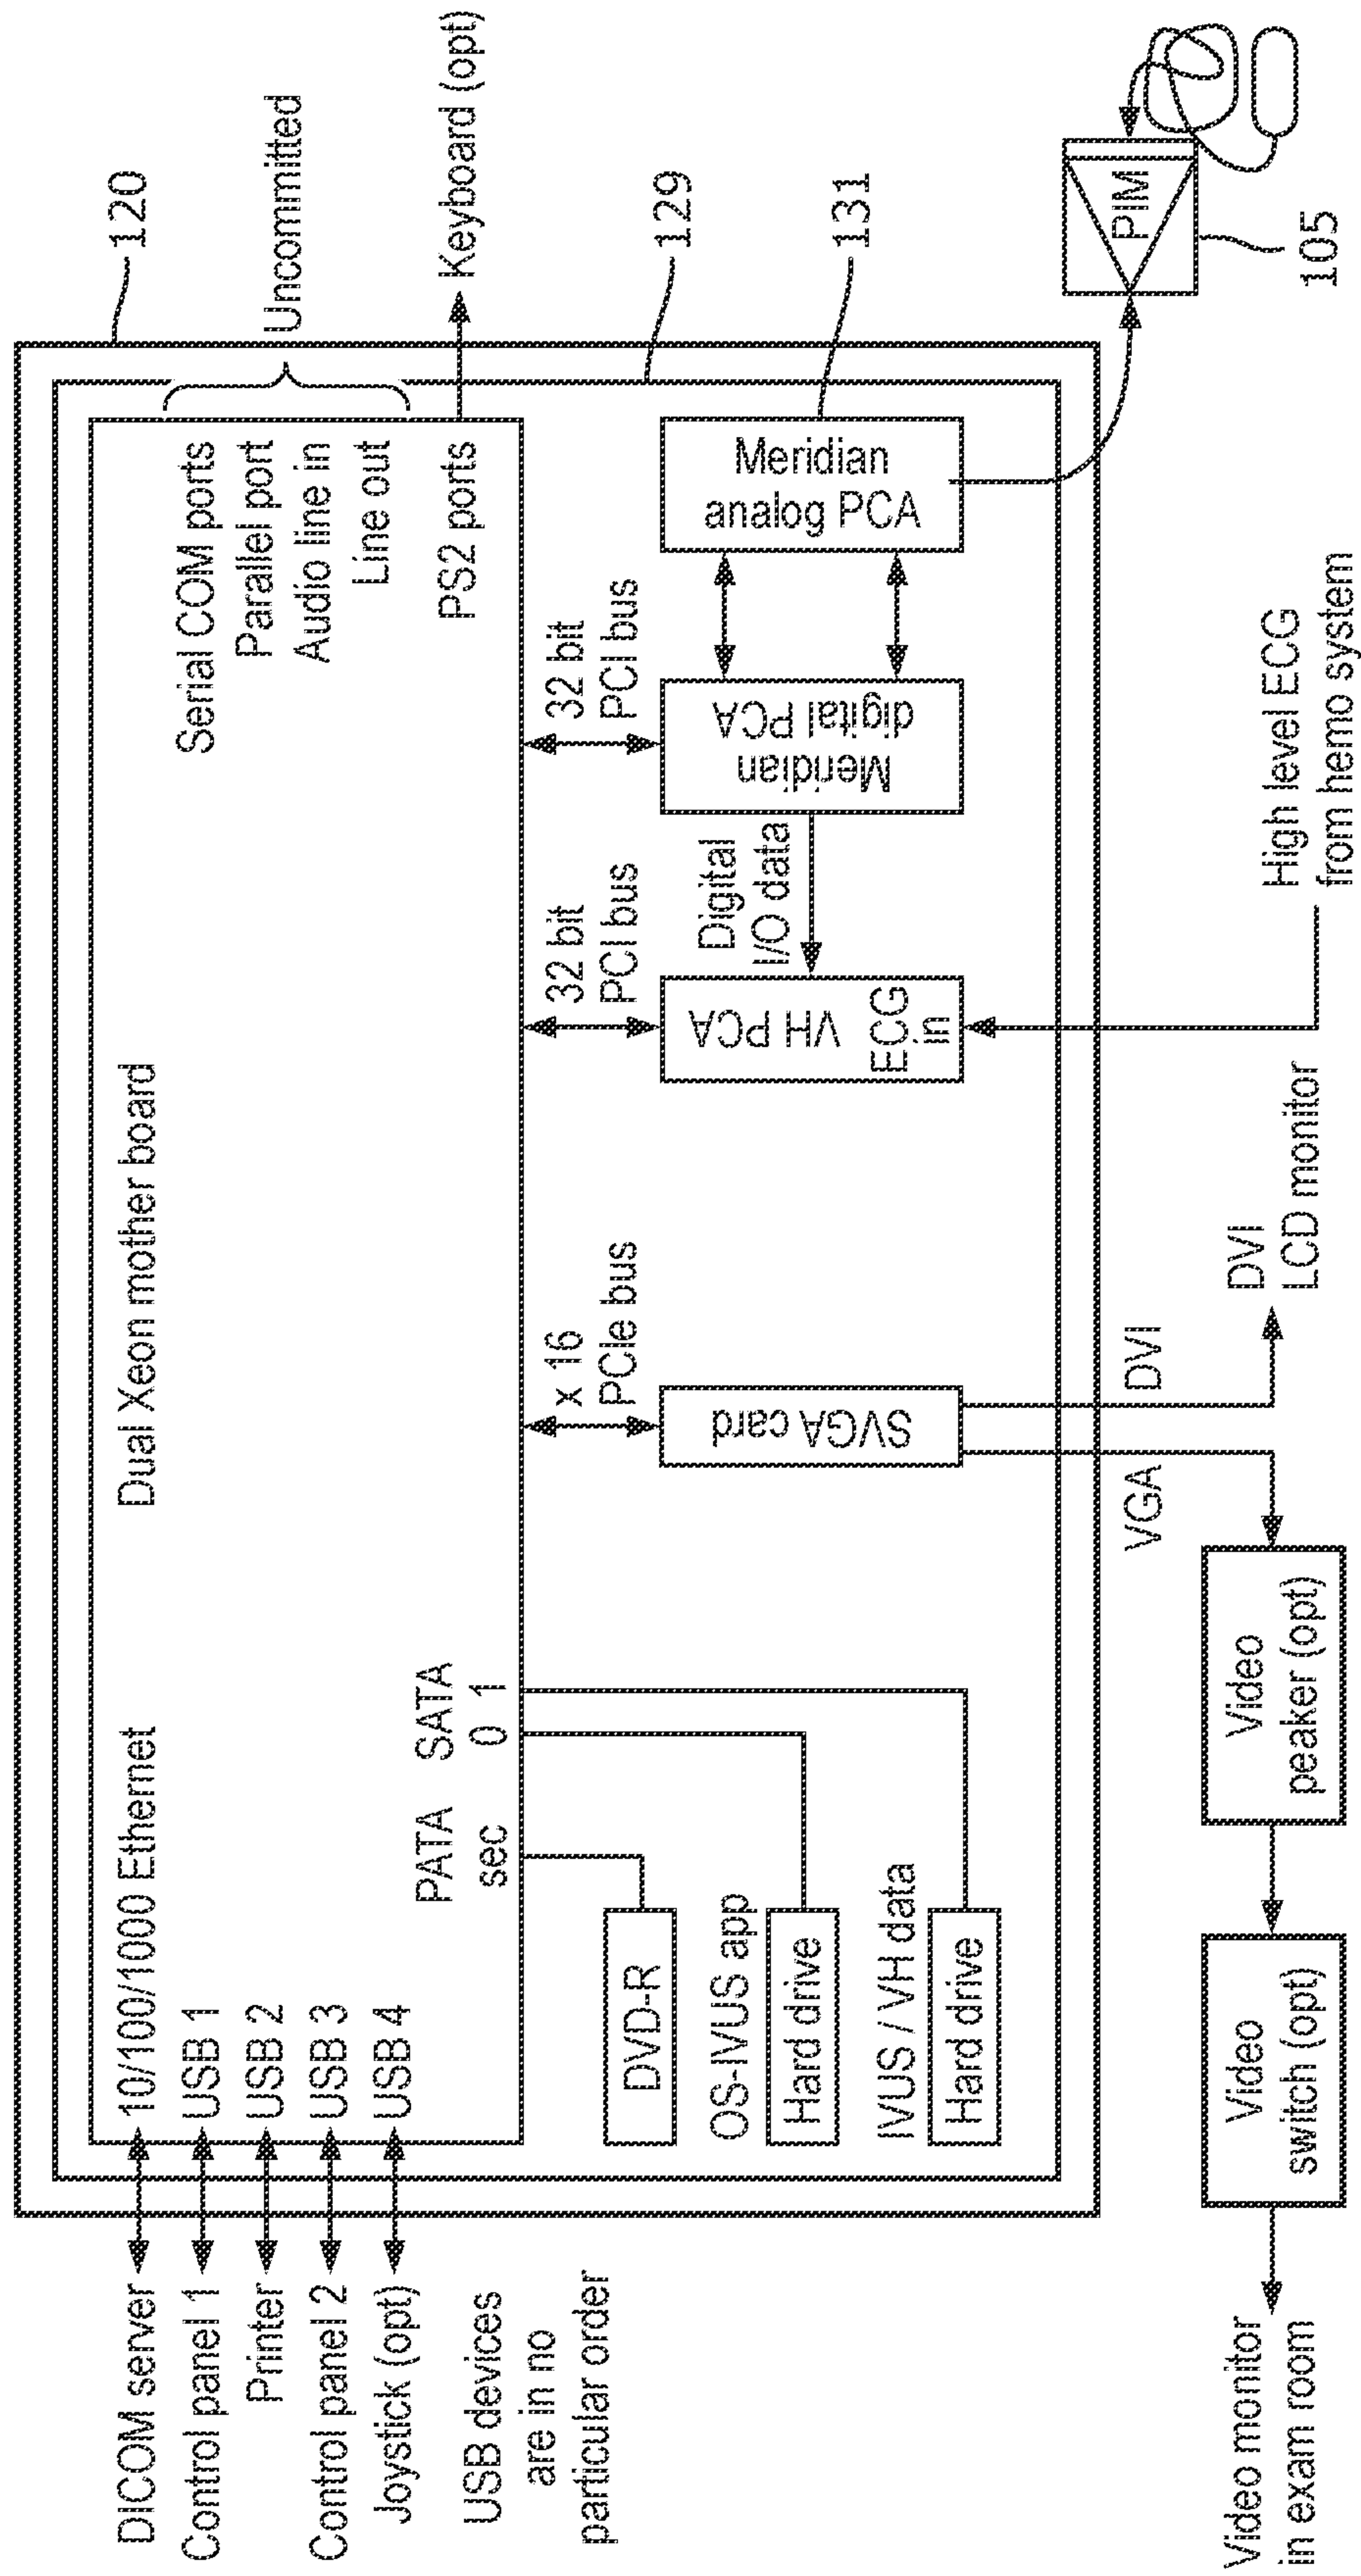 120
Uncommitted
Keyboard (opt)
129
131
PIM
105
DICOM server
Control panel 1
Printer
Control panel 2
Joystick (opt)
USB devices
are in no
particular order
10/100/1000 Ethernet
USB 1
USB 2
USB 3
USB 4
Dual Xeon mother board
Serial COM ports
Parallel port
Audio line in
Line out
PS2 ports
PATA
sec
SATA
0 1
x 16
PCIe bus
32 bit
PCI bus
32 bit
PCI bus
DVD-R
OS-IVUS app
Hard drive
IVUS / VH data
Hard drive
SVGA card
VH PCA
ECG
in
Digital
I/O data
Meridian
digital PCA
Meridian
analog PCA
VGA
DVI
DVI
LCD monitor
High level ECG
from hemo system
Video monitor
in exam room
Video
switch (opt)
Video
peaker (opt)